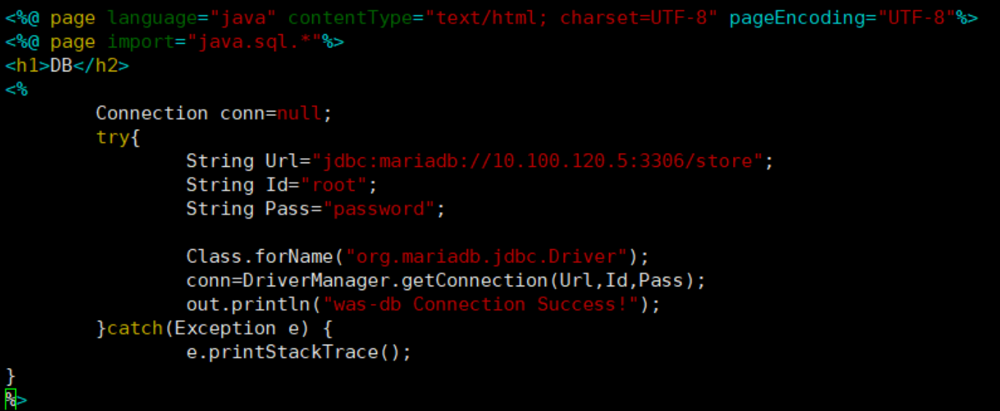 <%@ page language="java" contentType="text/html; charset=UTF-8" pageEncoding="UTF-8"%>
<%@ page import="java.sql.*"%>
<h1>DB</h2>
<%
        Connection conn=null;
        try{
                String Url="jdbc:mariadb://10.100.120.5:3306/store";
                String Id="root";
                String Pass="password";

                Class.forName("org.mariadb.jdbc.Driver");
                conn=DriverManager.getConnection(Url,Id,Pass);
                out.println("was-db Connection Success!");
        }catch(Exception e) {
                e.printStackTrace();
}
%>